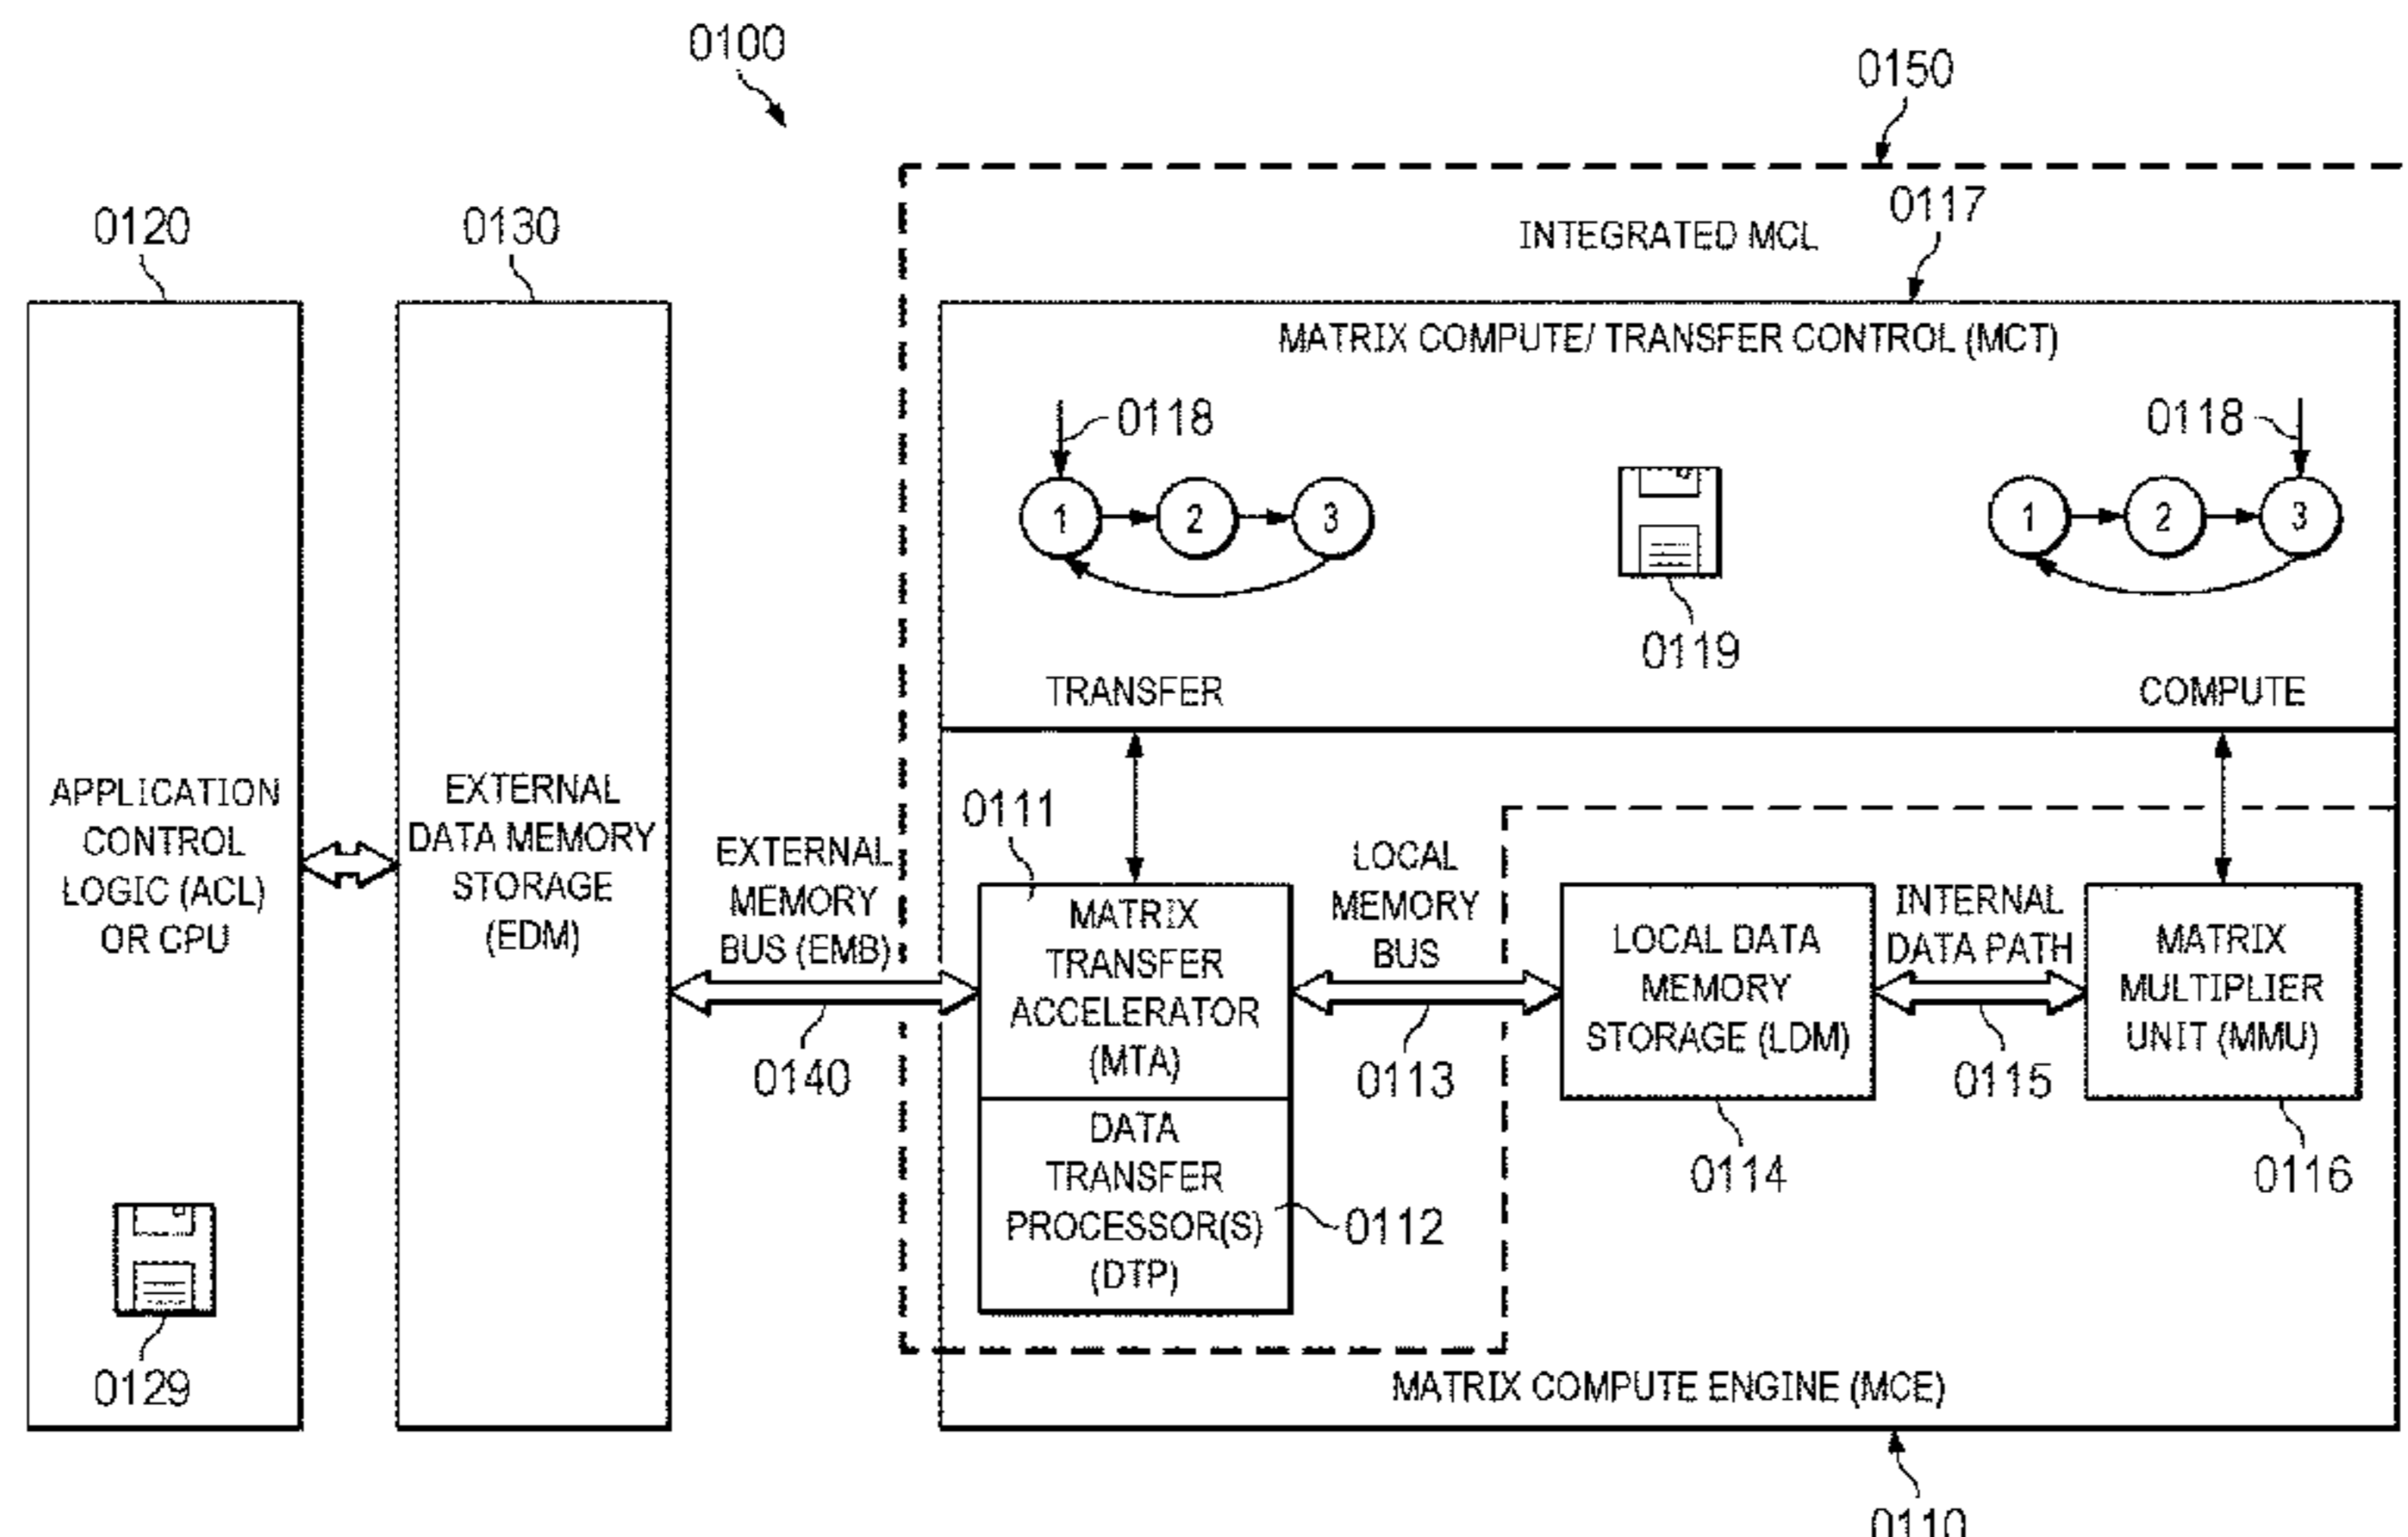 0100
0150
0120
0130
0117
INTEGRATED MCL
MATRIX COMPUTE/ TRANSFER CONTROL (MCT)
0118
0118
1
2
3
1
2
3
0119
TRANSFER
COMPUTE
APPLICATION
CONTROL
LOGIC (ACL)
OR CPU
0129
EXTERNAL
DATA MEMORY
STORAGE
(EDM)
EXTERNAL
MEMORY
BUS (EMB)
0140
0111
MATRIX
TRANSFER
ACCELERATOR
(MTA)
DATA
TRANSFER
PROCESSOR(S)
(DTP)
0112
LOCAL
MEMORY
BUS
0113
LOCAL DATA
MEMORY
STORAGE (LDM)
0114
INTERNAL
DATA PATH
0115
MATRIX
MULTIPLIER
UNIT (MMU)
0116
MATRIX COMPUTE ENGINE (MCE)
0110